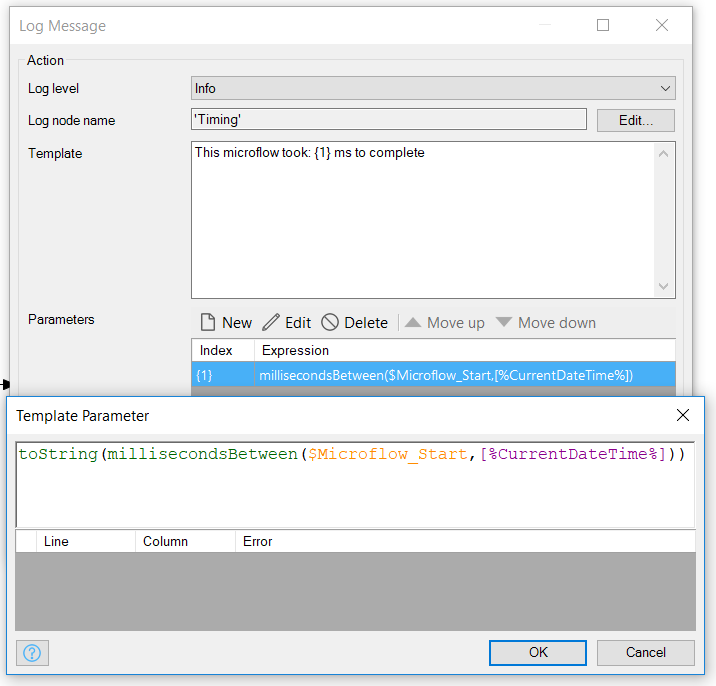 Log Message
Action
Log level
Info
Log node name
'Timing'
Edit...
Template
This microflow took: {1} ms to complete
Parameters
New Edit Delete Move up Move down
Index Expression
{1} millisecondsBetween($Microflow_Start,[%CurrentDateTime%])
Template Parameter
toString(millisecondsBetween($Microflow_Start,[%CurrentDateTime%]))
Line Column Error
?
OK Cancel